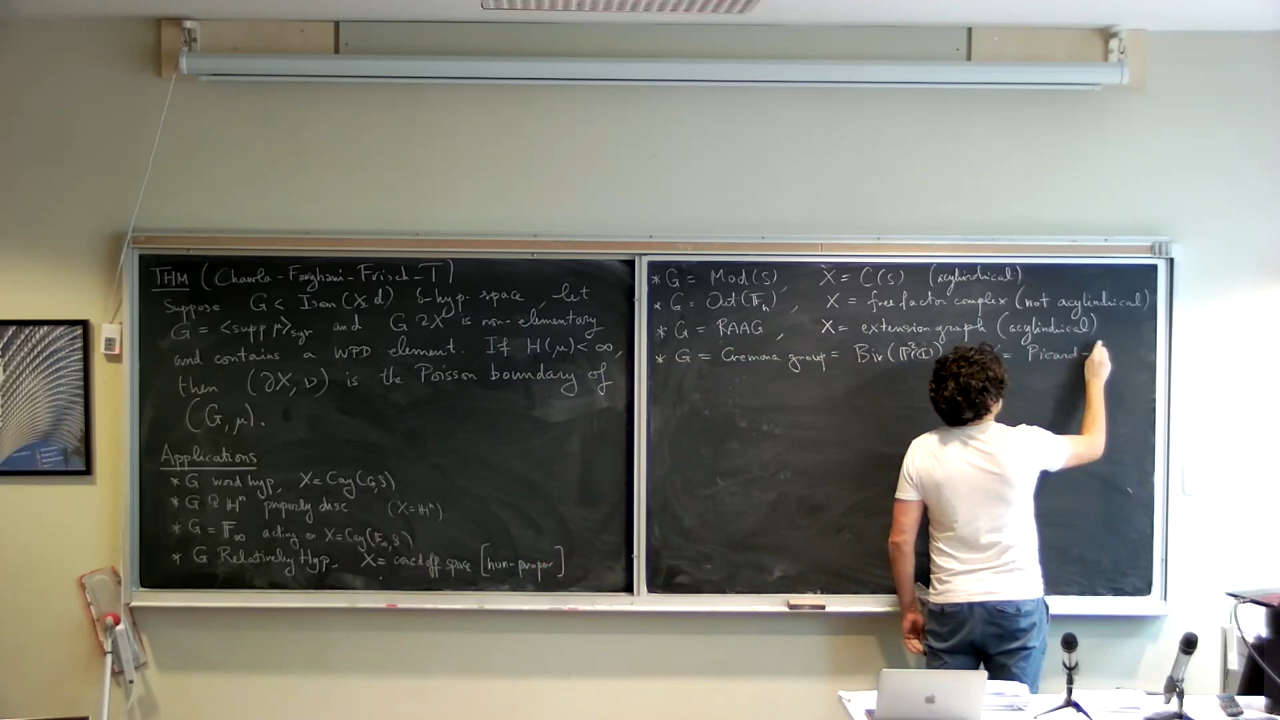 THM (Chawla-Forghani-Frisch-T)
Suppose G < Isom(X,d) δ-hyp. space, let
G = <supp μ>sgr and G ↷ X is non-elementary
and contains a WPD element. If H(μ) < ∞,
then (∂X, ν) is the Poisson boundary of
(G, μ).
Applications
* G word hyp, X = Cay(G,S)
* G ↷ ℍⁿ properly disc (X=ℍⁿ)
* G = 𝔽∞ acting on X = Cay(𝔽∞,S)
* G Relatively Hyp. X = coned off space [non-proper]
* G = Mod(S) X = C(S) (acylindrical)
* G = Out(𝔽n), X = free factor complex (not acylindrical)
* G = RAAG, X = extension graph (acylindrical)
* G = Cremona group = Bir(ℙ²ℂ) = Picard-